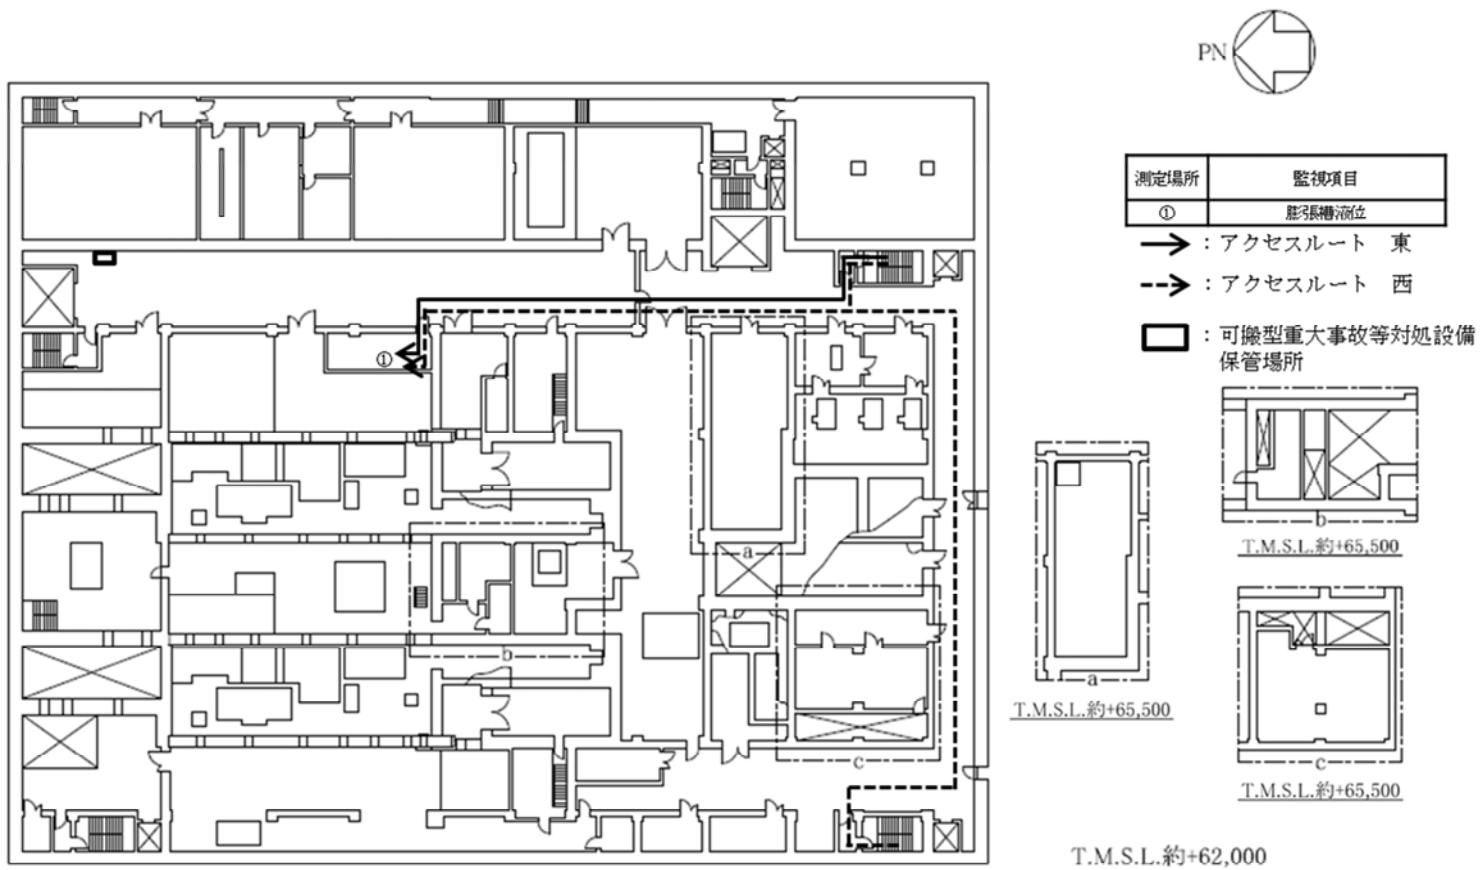 PN
測定場所 監視項目
① 膨張槽液位
：アクセスルート 東
：アクセスルート 西
：可搬型重大事故等対処設備
保管場所
①
a
b
c
b
T.M.S.L.約+65,500
a
T.M.S.L.約+65,500
c
T.M.S.L.約+65,500
T.M.S.L.約+62,000